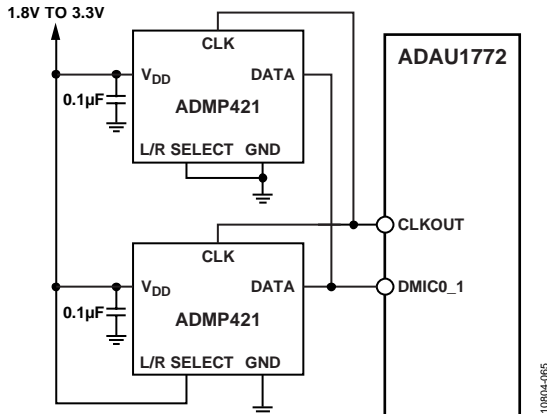 1.8V TO 3.3V
CLK
ADAU1772
VDD
DATA
0.1µF
ADMP421
L/R SELECT GND
CLKOUT
CLK
VDD
DATA
DMIC0_1
0.1µF
ADMP421
L/R SELECT GND
10804-065